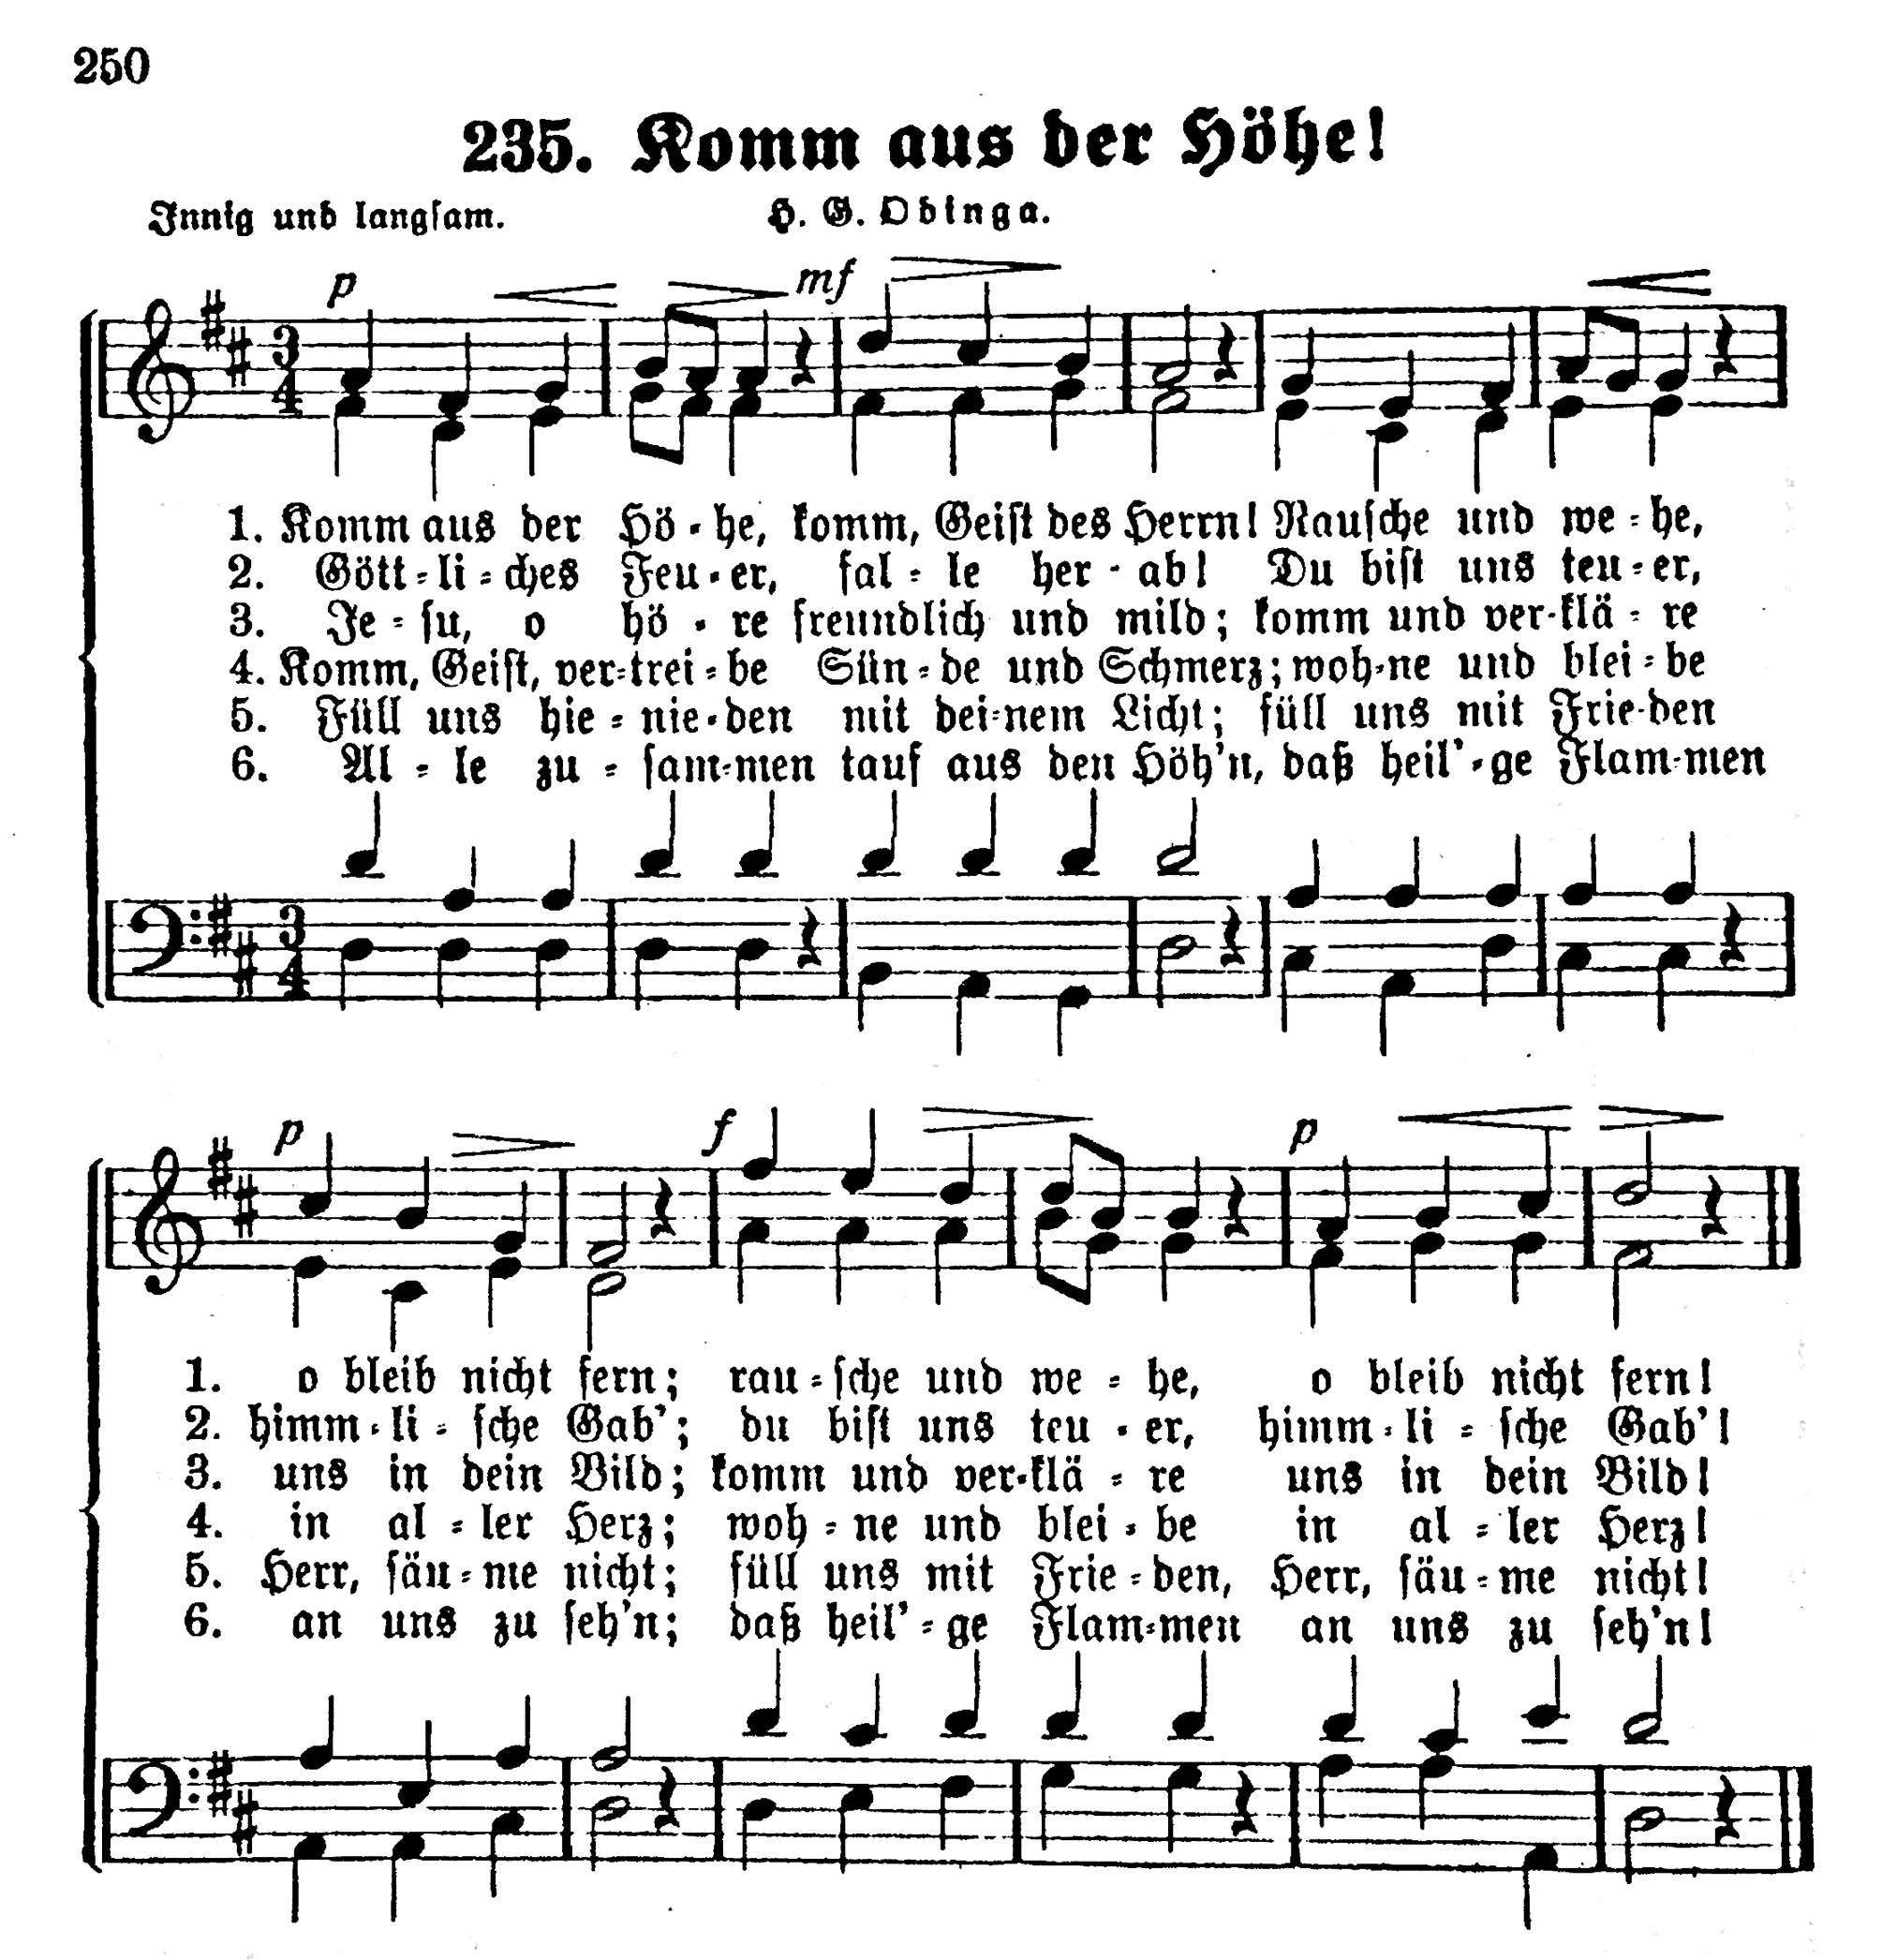 250
235. Komm aus der Höhe!
Innig und langsam. H. G. Odinga.
p mf
3/4
1. Komm aus der Hö-he, komm, Geist des Herrn! Rausche und we-he,
2. Gött-li-ches Feu-er, fal-le her-ab! Du bist uns teu-er,
3. Je-su, o hö-re freundlich und mild; komm und ver-klä-re
4. Komm, Geist, ver-trei-be Sün-de und Schmerz; woh-ne und blei-be
5. Füll uns hie-nie-den mit dei-nem Licht; füll uns mit Frie-den
6. Al-le zu-sam-men tauf aus den Höh'n, daß heil'-ge Flam-men
3/4
p f p
1. o bleib nicht fern; rau-sche und we-he, o bleib nicht fern!
2. himm-li-sche Gab'; du bist uns teu-er, himm-li-sche Gab'!
3. uns in dein Bild; komm und ver-klä-re uns in dein Bild!
4. in al-ler Herz; woh-ne und blei-be in al-ler Herz!
5. Herr, säu-me nicht; füll uns mit Frie-den, Herr, säu-me nicht!
6. an uns zu seh'n; daß heil'-ge Flam-men an uns zu seh'n!